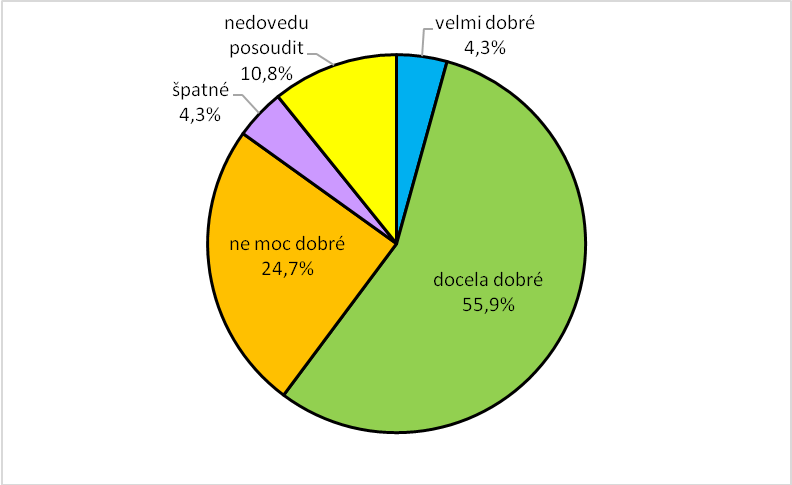 velmi dobré
4,3%
docela dobré
55,9%
ne moc dobré
24,7%
špatné
4,3%
nedovedu
posoudit
10,8%